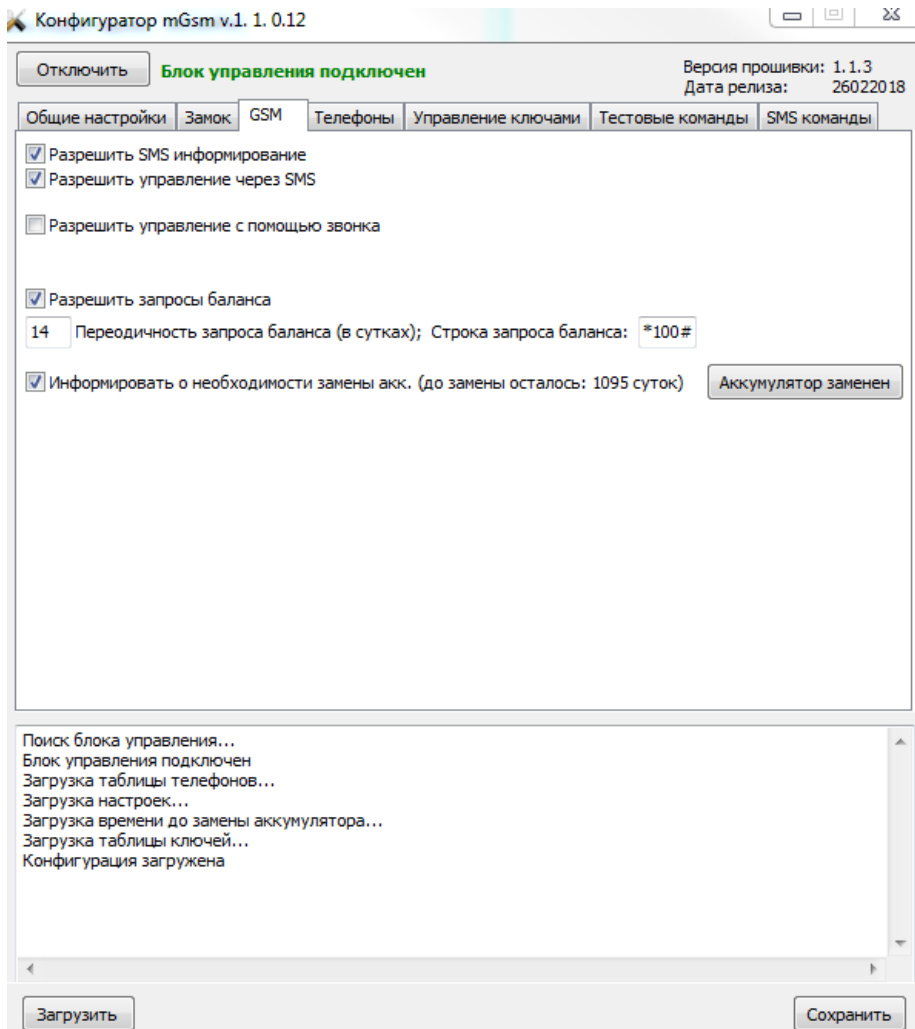 Конфигуратор mGsm v.1. 1. 0.12
Отключить Блок управления подключен Версия прошивки: 1.1.3
Дата релиза: 26022018
Общие настройки Замок GSM Телефоны Управление ключами Тестовые команды SMS команды
Разрешить SMS информирование
Разрешить управление через SMS
Разрешить управление с помощью звонка
Разрешить запросы баланса
14 Переодичность запроса баланса (в сутках); Строка запроса баланса: *100#
Информировать о необходимости замены акк. (до замены осталось: 1095 суток) Аккумулятор заменен
Поиск блока управления...
Блок управления подключен
Загрузка таблицы телефонов...
Загрузка настроек...
Загрузка времени до замены аккумулятора...
Загрузка таблицы ключей...
Конфигурация загружена
Загрузить Сохранить